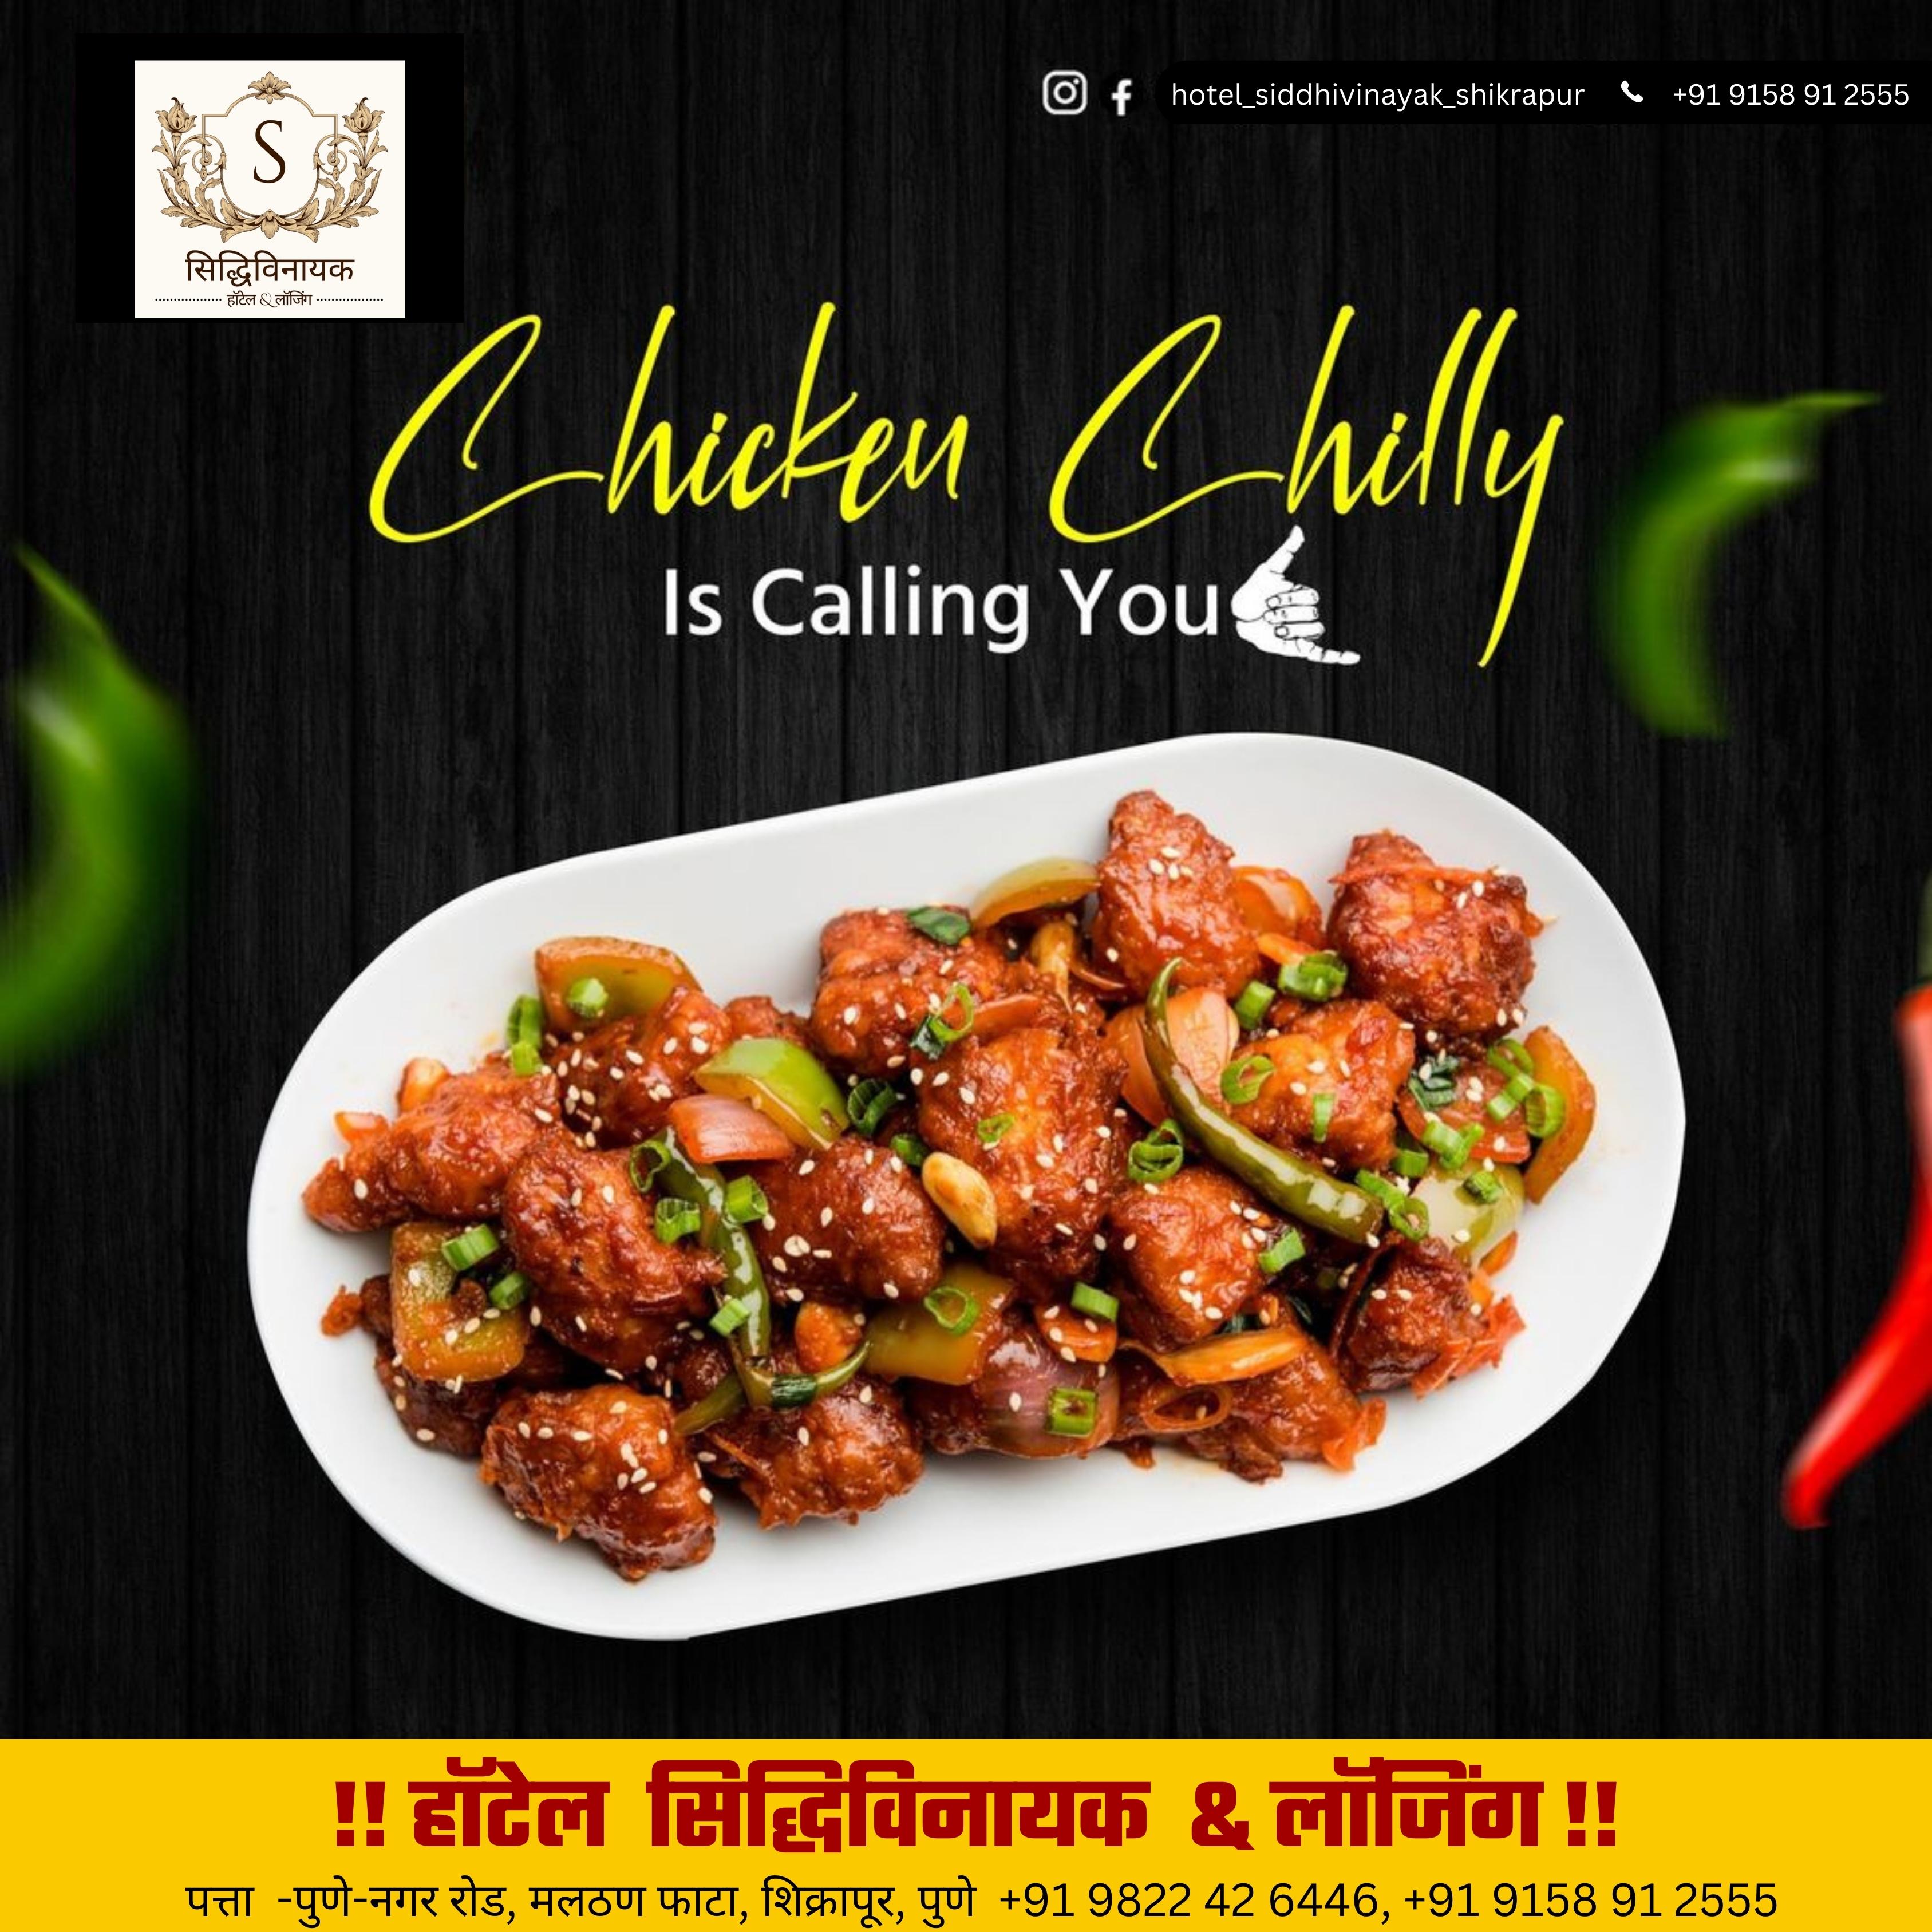 S
सिद्धिविनायक
हॉटेल & लॉजिंग
hotel_siddhivinayak_shikrapur +91 9158 91 2555
Chicken Chilly
Is Calling You
!! हॉटेल सिद्धिविनायक & लॉजिंग !!
पत्ता -पुणे-नगर रोड, मलठण फाटा, शिक्रापूर, पुणे +91 9822 42 6446, +91 9158 91 2555